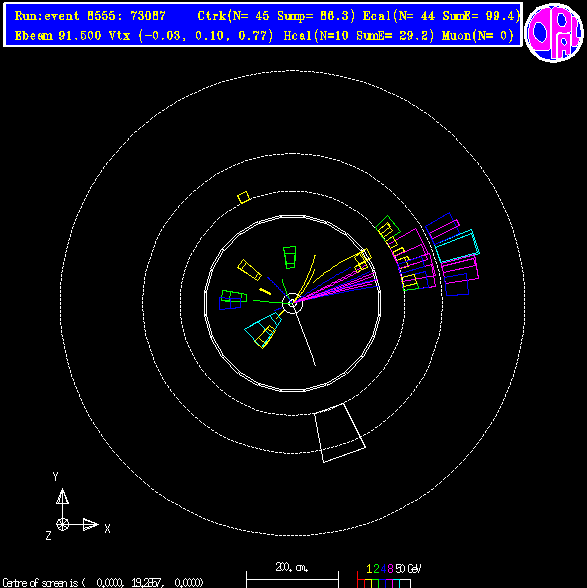 Run:event 8555: 73087 Ctrk(N= 45 Sump= 86.3) Ecal(N= 44 SumE= 99.4)
Ebeam 91.500 Vtx (-0.03, 0.10, 0.77) Hcal(N=10 SumE= 29.2) Muon(N= 0)
OPAL
Y
X
Z
200. cm.
1 2 4 8 50 GeV
Centre of screen is ( 0.0000, 19.2857, 0.0000)